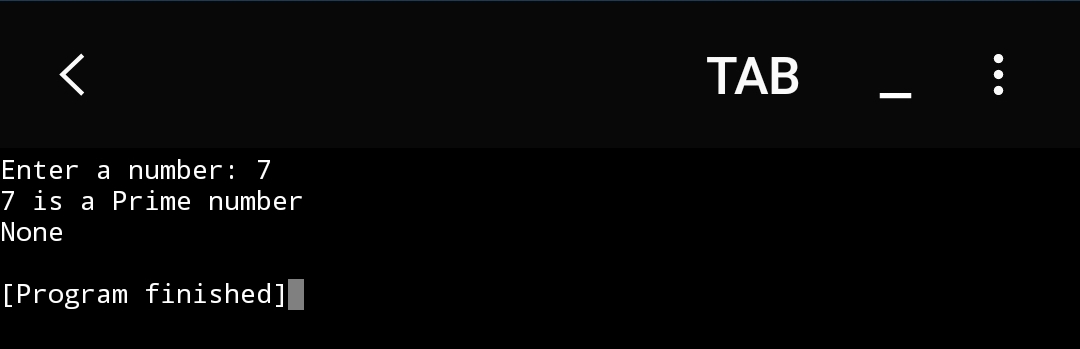 TAB _
Enter a number: 7
7 is a Prime number
None
[Program finished]